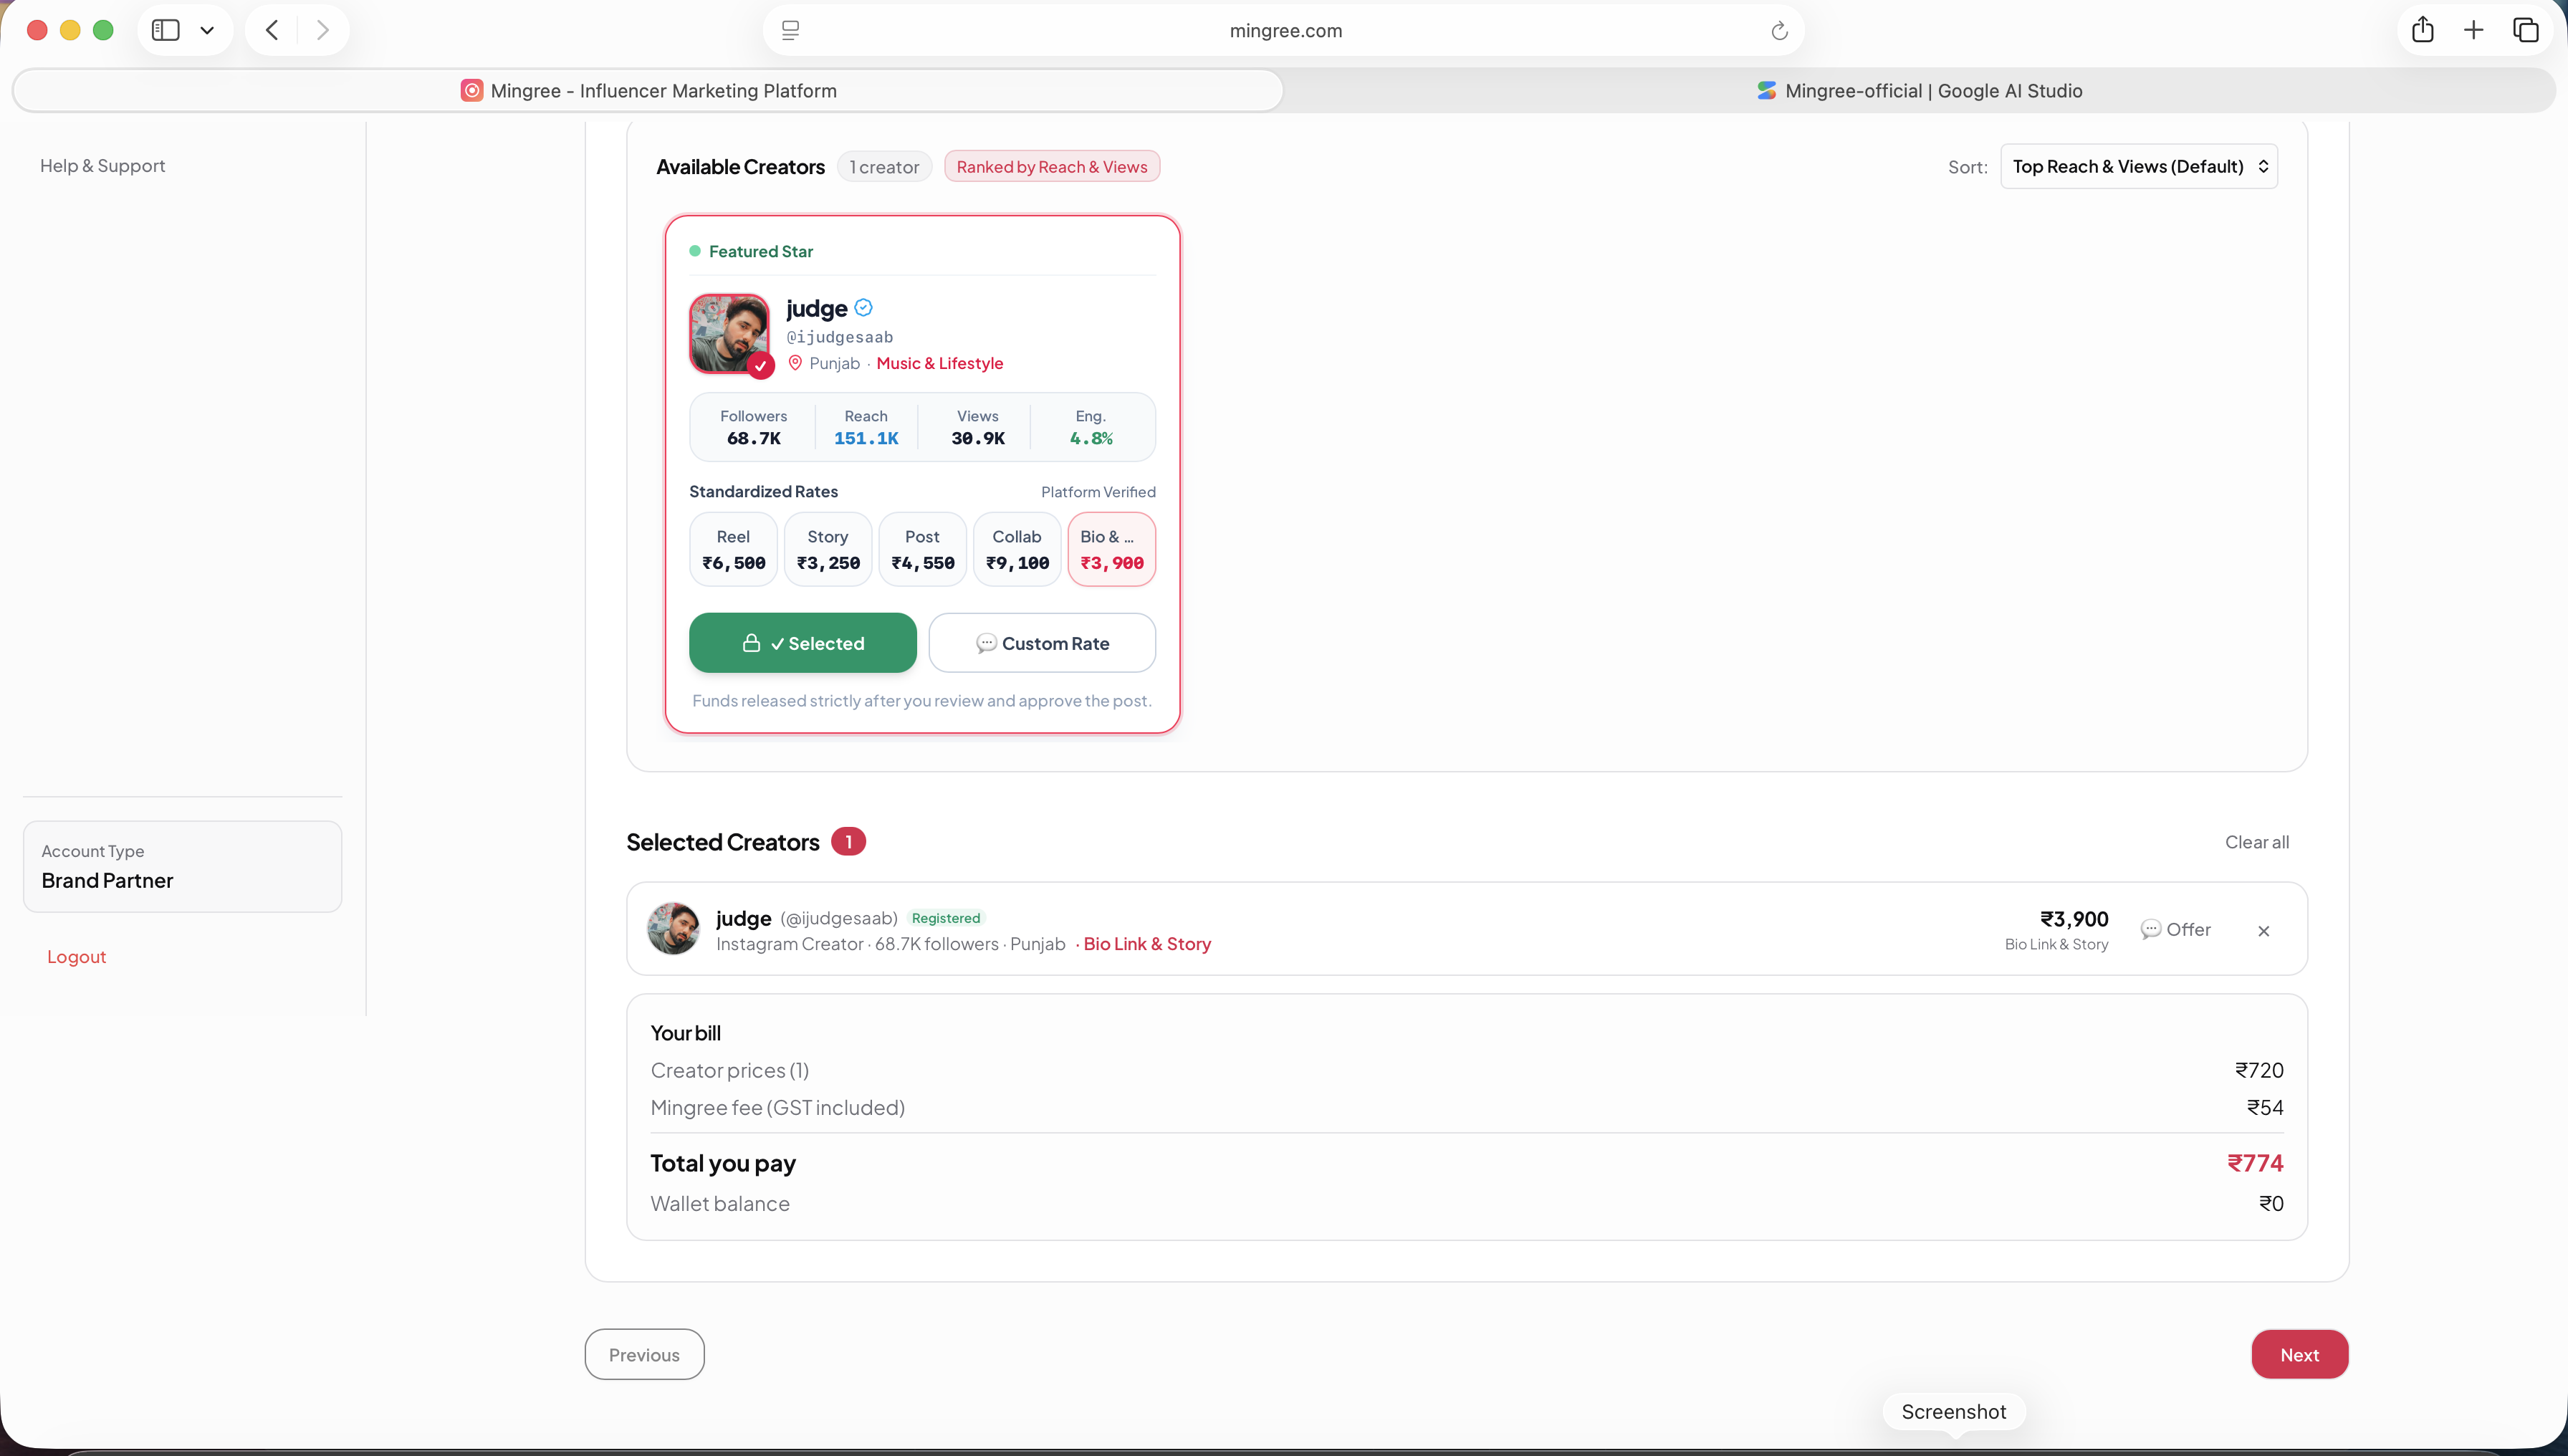 mingree.com
Mingree - Influencer Marketing Platform
Mingree-official | Google AI Studio
Help & Support
Available Creators
1 creator
Ranked by Reach & Views
Sort:
Top Reach & Views (Default)
Featured Star
judge
@ijudgesaab
Punjab · Music & Lifestyle
Followers Reach Views Eng.
68.7K 151.1K 30.9K 4.8%
Standardized Rates
Platform Verified
Reel Story Post Collab Bio & ...
₹6,500 ₹3,250 ₹4,550 ₹9,100 ₹3,900
✓ Selected
Custom Rate
Funds released strictly after you review and approve the post.
Account Type
Brand Partner
Logout
Selected Creators 1
Clear all
judge (@ijudgesaab) Registered
Instagram Creator · 68.7K followers · Punjab · Bio Link & Story
₹3,900
Bio Link & Story
Offer
×
Your bill
Creator prices (1) ₹720
Mingree fee (GST included) ₹54
Total you pay ₹774
Wallet balance ₹0
Previous
Next
Screenshot